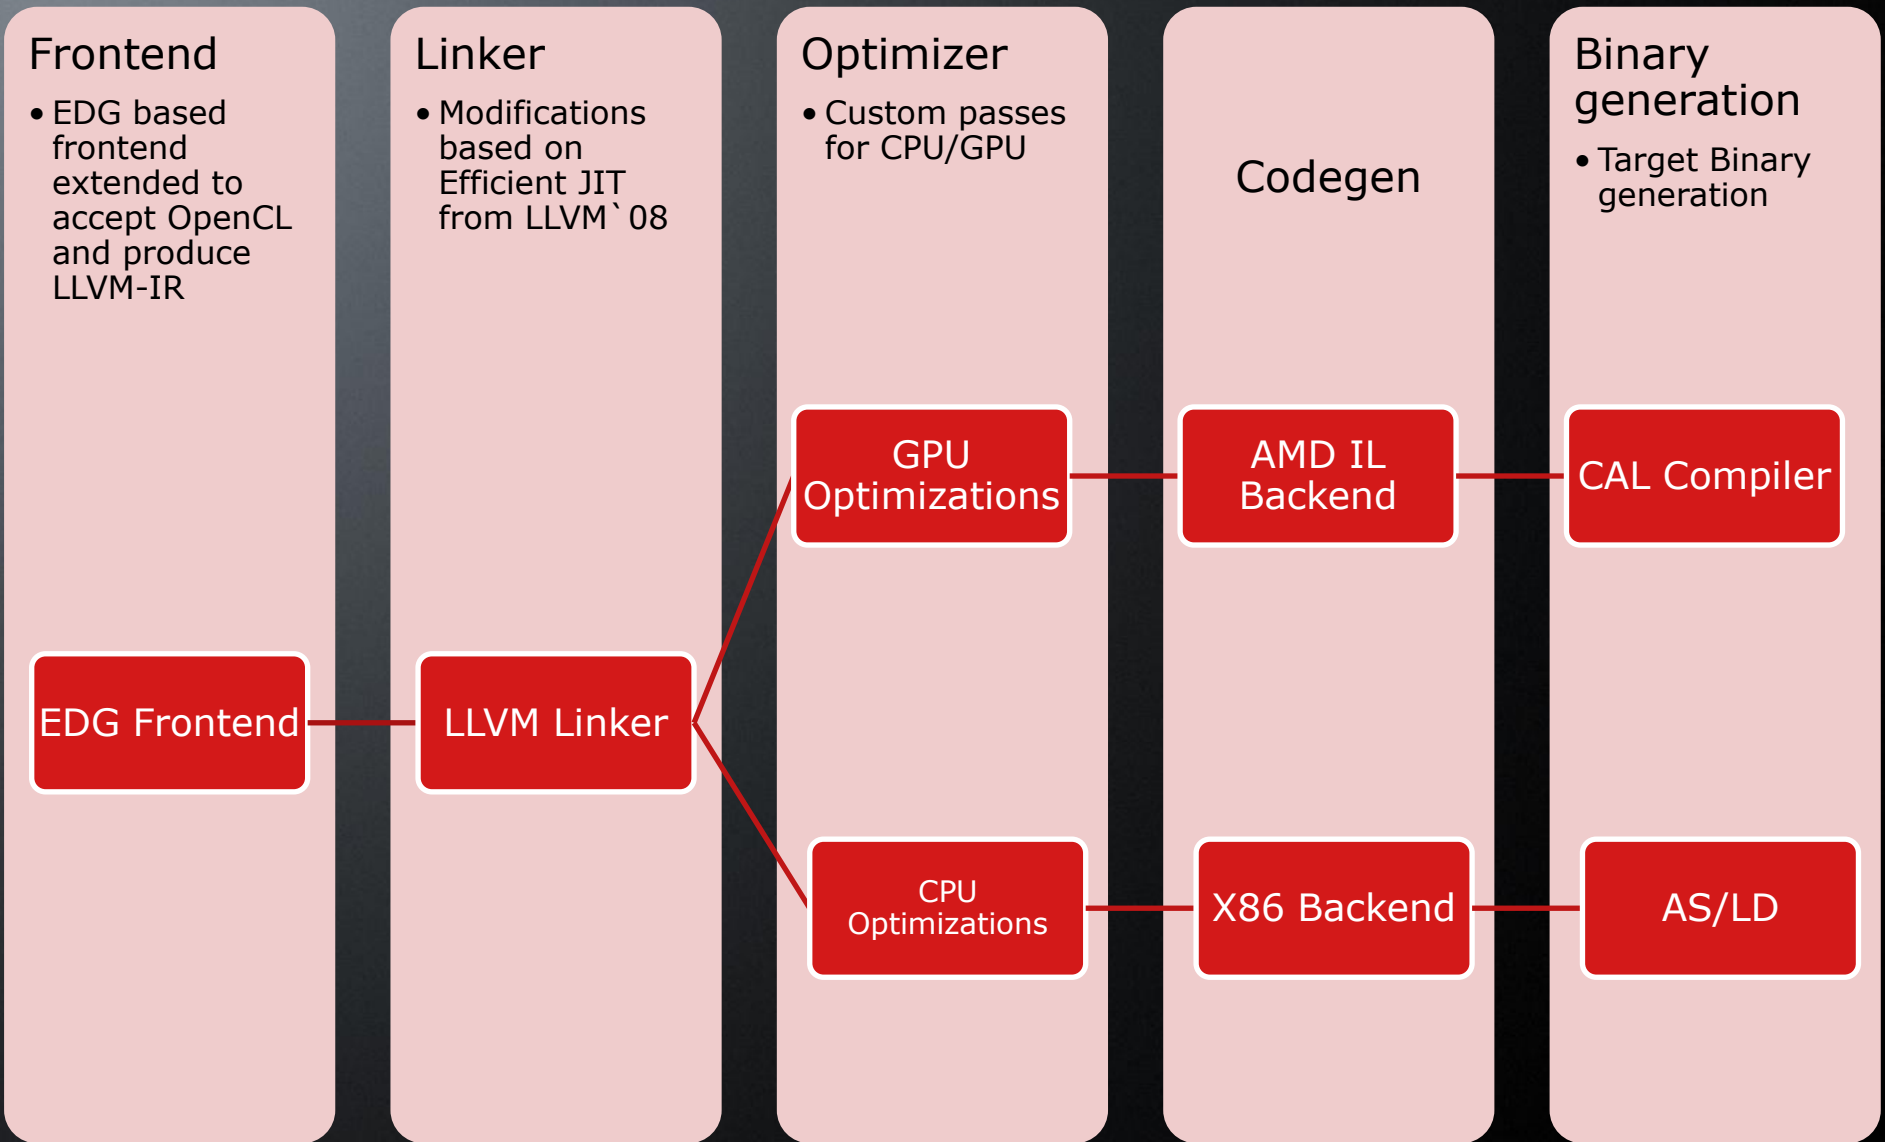 Frontend
• EDG based
frontend
extended to
accept OpenCL
and produce
LLVM-IR
Linker
• Modifications
based on
Efficient JIT
from LLVM`08
Optimizer
• Custom passes
for CPU/GPU
Codegen
Binary
generation
• Target Binary
generation
GPU
Optimizations
AMD IL
Backend
CAL Compiler
EDG Frontend
LLVM Linker
CPU
Optimizations
X86 Backend
AS/LD